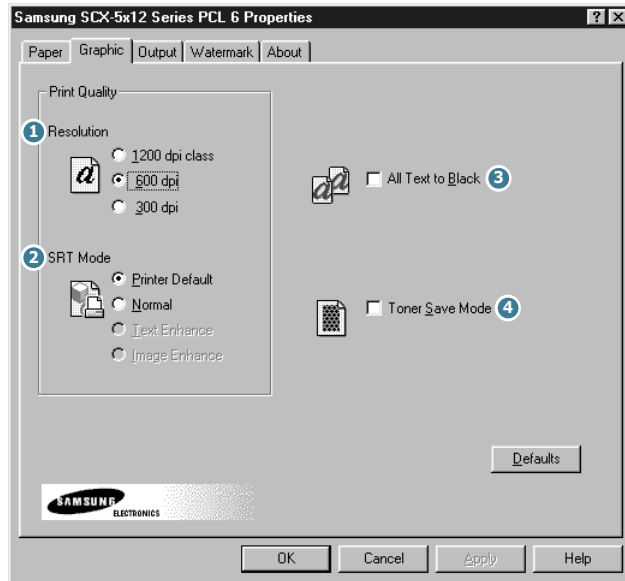 Samsung SCX-5x12 Series PCL 6 Properties
? X
Paper Graphic Output Watermark About
Print Quality
1 Resolution
1200 dpi class
600 dpi
300 dpi
3 All Text to Black
2 SRT Mode
Printer Default
Normal
Text Enhance
Image Enhance
Toner Save Mode 4
Defaults
SAMSUNG
ELECTRONICS
OK Cancel Apply Help